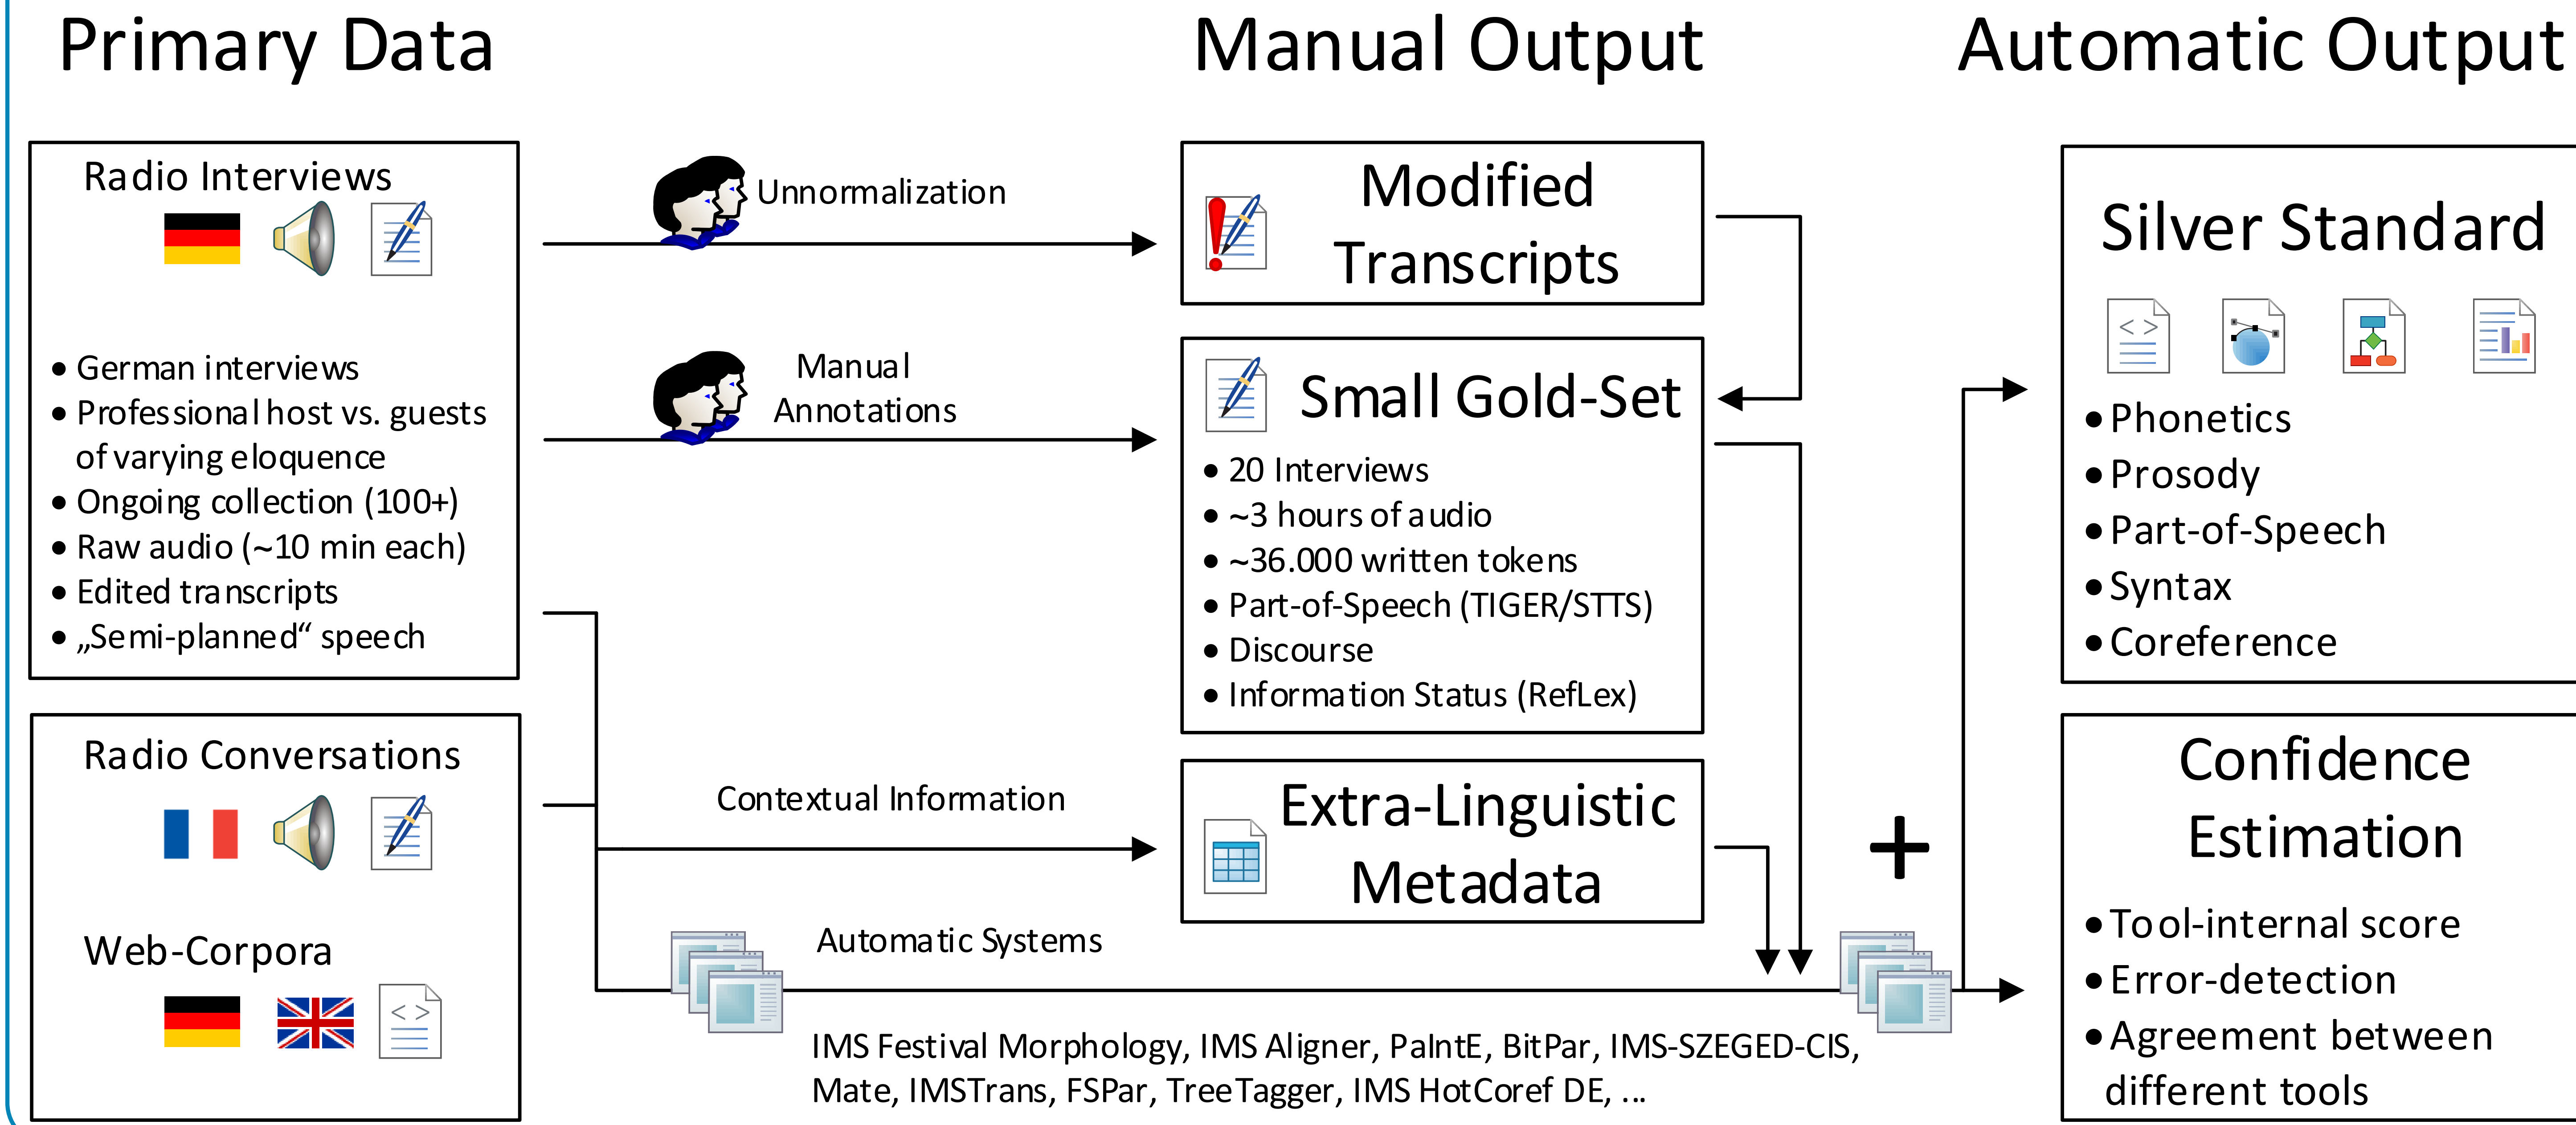 Primary Data
Manual Output
Automatic Output
Radio Interviews
• German interviews
• Professional host vs. guests
of varying eloquence
• Ongoing collection (100+)
• Raw audio (~10 min each)
• Edited transcripts
• „Semi-planned“ speech
Radio Conversations
Web-Corpora
< >
Unnormalization
Manual
Annotations
Contextual Information
Automatic Systems
IMS Festival Morphology, IMS Aligner, PaIntE, BitPar, IMS-SZEGED-CIS,
Mate, IMSTrans, FSPar, TreeTagger, IMS HotCoref DE, ...
Modified
Transcripts
Small Gold-Set
• 20 Interviews
• ~3 hours of audio
• ~36.000 written tokens
• Part-of-Speech (TIGER/STTS)
• Discourse
• Information Status (RefLex)
Extra-Linguistic
Metadata
+
Silver Standard
< >
• Phonetics
• Prosody
• Part-of-Speech
• Syntax
• Coreference
Confidence
Estimation
• Tool-internal score
• Error-detection
• Agreement between
different tools